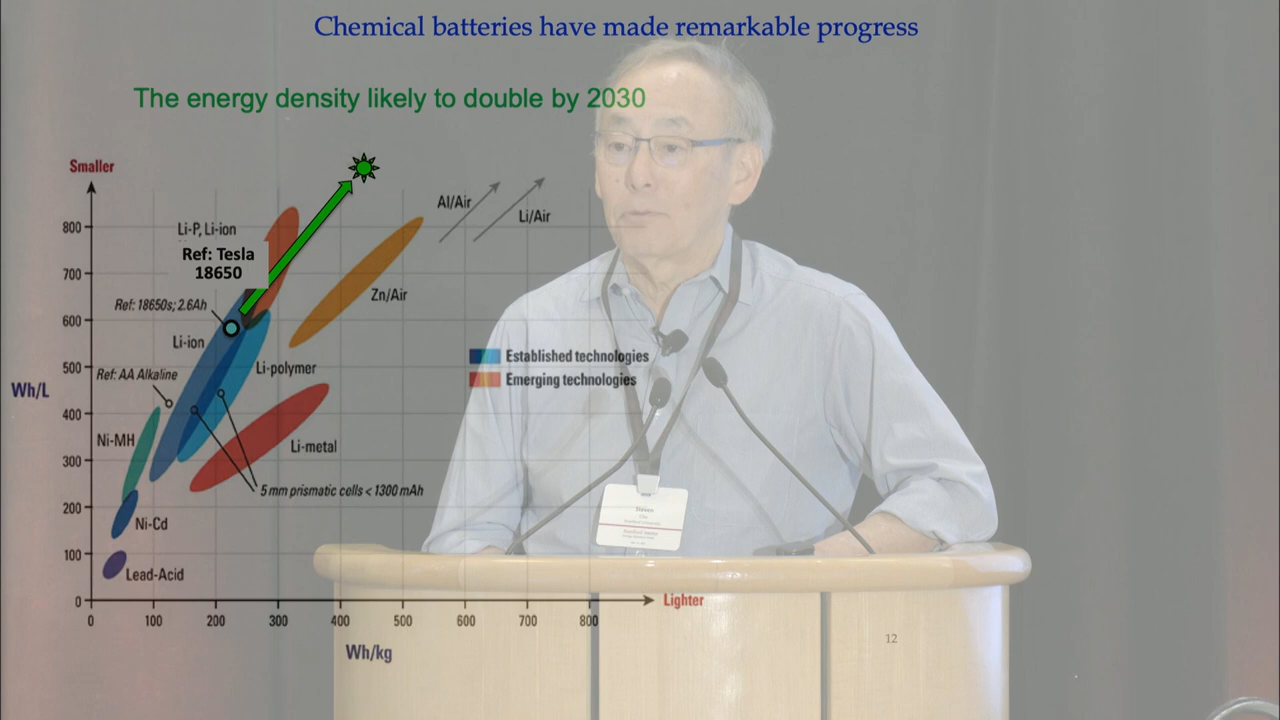 Chemical batteries have made remarkable progress
The energy density likely to double by 2030
Smaller
Al/Air
Li/Air
800
Li-P, Li-ion
Ref: Tesla
18650
700
Zn/Air
Ref: 18650s; 2.6Ah
600
Li-ion
Established technologies
500
Li-polymer
Ref: AA Alkaline
Emerging technologies
Wh/L
400
Ni-MH
Li-metal
300
5 mm prismatic cells < 1300 mAh
200
Ni-Cd
100
Lead-Acid
0
Lighter
0 100 200 300 400 500 600 700 800
12
Wh/kg